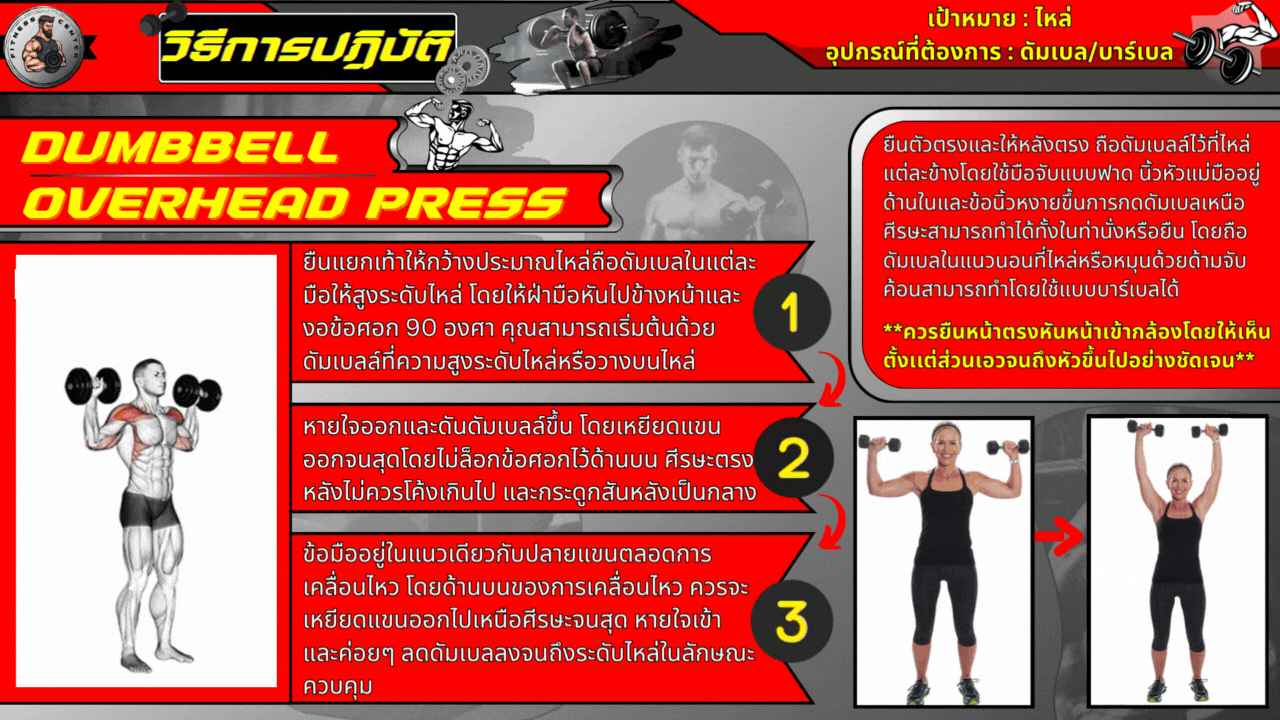 FITNESS CENTER
วิธีการปฏิบัติ
เป้าหมาย : ไหล่
อุปกรณ์ที่ต้องการ : ดัมเบล/บาร์เบล
DUMBBELL
OVERHEAD PRESS
ยืนแยกเท้าให้กว้างประมาณไหล่ถือดัมเบลในแต่ละ
มือให้สูงระดับไหล่ โดยให้ฝ่ามือหันไปข้างหน้าและ
งอข้อศอก 90 องศา คุณสามารถเริ่มต้นด้วย
ดัมเบลล์ที่ความสูงระดับไหล่หรือวางบนไหล่
1
หายใจออกและดันดัมเบลล์ขึ้น โดยเหยียดแขน
ออกจนสุดโดยไม่ล็อกข้อศอกไว้ด้านบน ศีรษะตรง
หลังไม่ควรโค้งเกินไป และกระดูกสันหลังเป็นกลาง
2
ข้อมืออยู่ในแนวเดียวกับปลายแขนตลอดการ
เคลื่อนไหว โดยด้านบนของการเคลื่อนไหว ควรจะ
เหยียดแขนออกไปเหนือศีรษะจนสุด หายใจเข้า
และค่อยๆ ลดดัมเบลลงจนถึงระดับไหล่ในลักษณะ
ควบคุม
3
ยืนตัวตรงและให้หลังตรง ถือดัมเบลล์ไว้ที่ไหล่
แต่ละข้างโดยใช้มือจับแบบฟาด นิ้วหัวแม่มืออยู่
ด้านในและข้อนิ้วหงายขึ้นการกดดัมเบลเหนือ
ศีรษะสามารถทำได้ทั้งในท่านั่งหรือยืน โดยถือ
ดัมเบลในแนวนอนที่ไหล่หรือหมุนด้วยด้ามจับ
ค้อนสามารถทำโดยใช้แบบบาร์เบลได้
**ควรยืนหน้าตรงหันหน้าเข้ากล้องโดยให้เห็น
ตั้งแต่ส่วนเอวจนถึงหัวขึ้นไปอย่างชัดเจน**